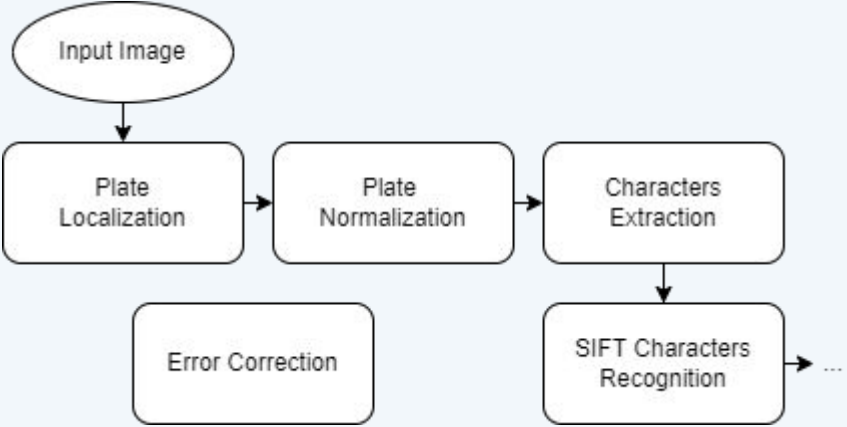 Input Image
Plate
Localization
Plate
Normalization
Characters
Extraction
Error Correction
SIFT Characters
Recognition
...